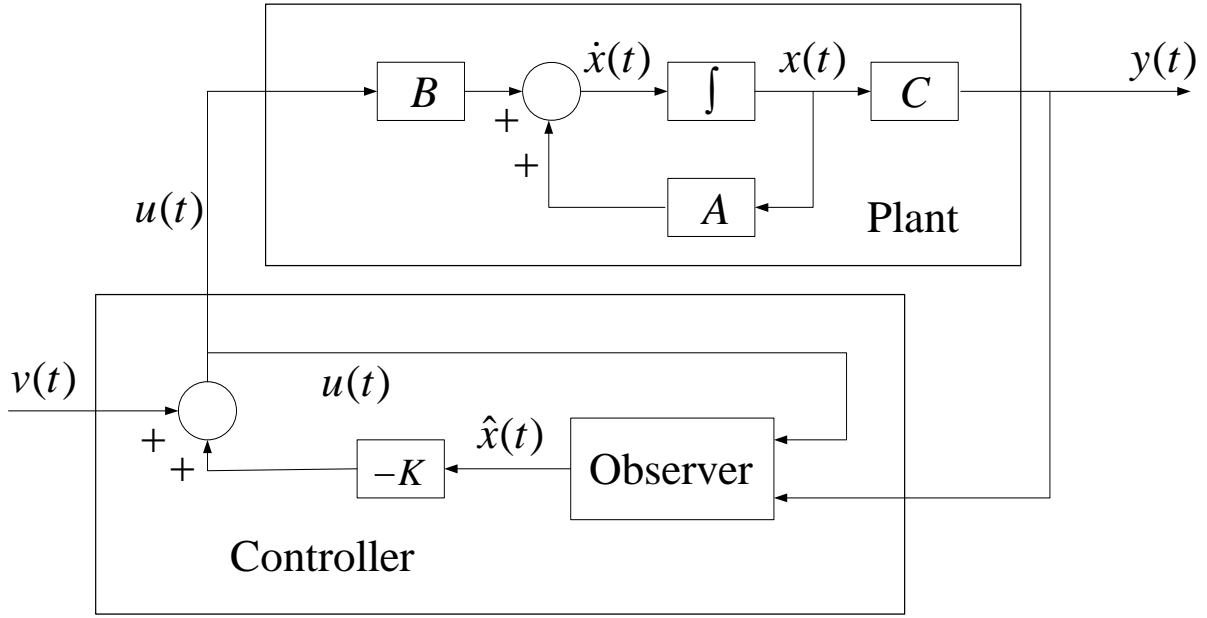 ẋ(t) x(t) y(t)
B ∫ C
+
+
A
u(t)
Plant
v(t)
u(t)
x̂(t)
+
+
−K
Observer
Controller